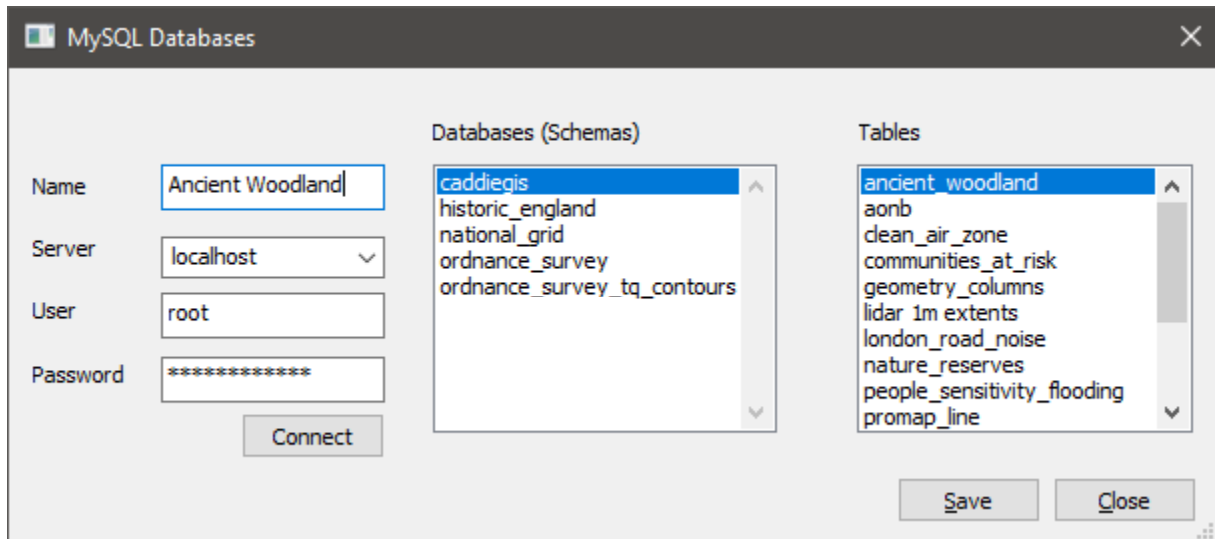 MySQL Databases
Name
Ancient Woodland
Server
localhost
User
root
Password
************
Connect
Databases (Schemas)
caddiegis
historic_england
national_grid
ordnance_survey
ordnance_survey_tq_contours
Tables
ancient_woodland
aonb
clean_air_zone
communities_at_risk
geometry_columns
lidar 1m extents
london_road_noise
nature_reserves
people_sensitivity_flooding
promap_line
Save
Close